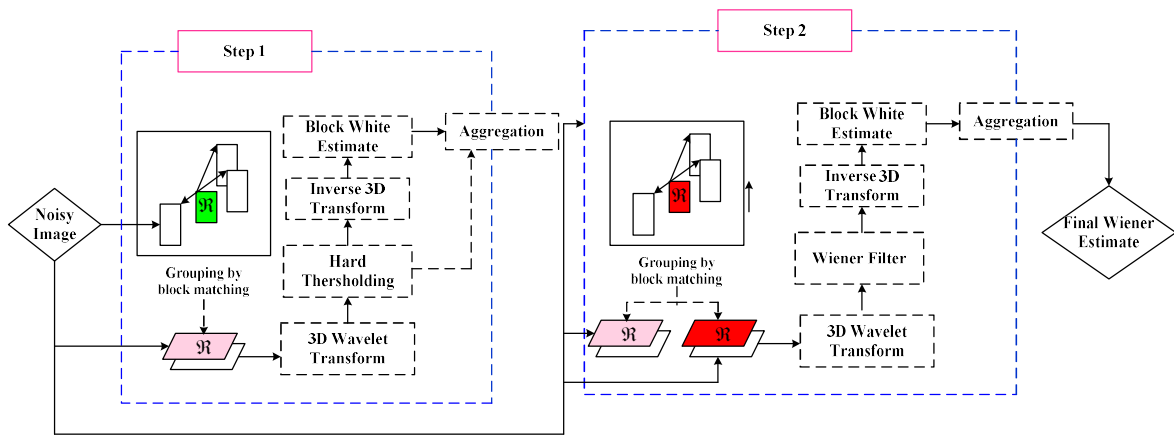 Step 1
Step 2
Block White
Estimate
Aggregation
Inverse 3D
Transform
ℜ
Noisy
Image
Hard
Thersholding
Grouping by
block matching
ℜ
3D Wavelet
Transform
Block White
Estimate
Aggregation
Inverse 3D
Transform
ℜ
Final Wiener
Estimate
Wiener Filter
Grouping by
block matching
ℜ
ℜ
3D Wavelet
Transform